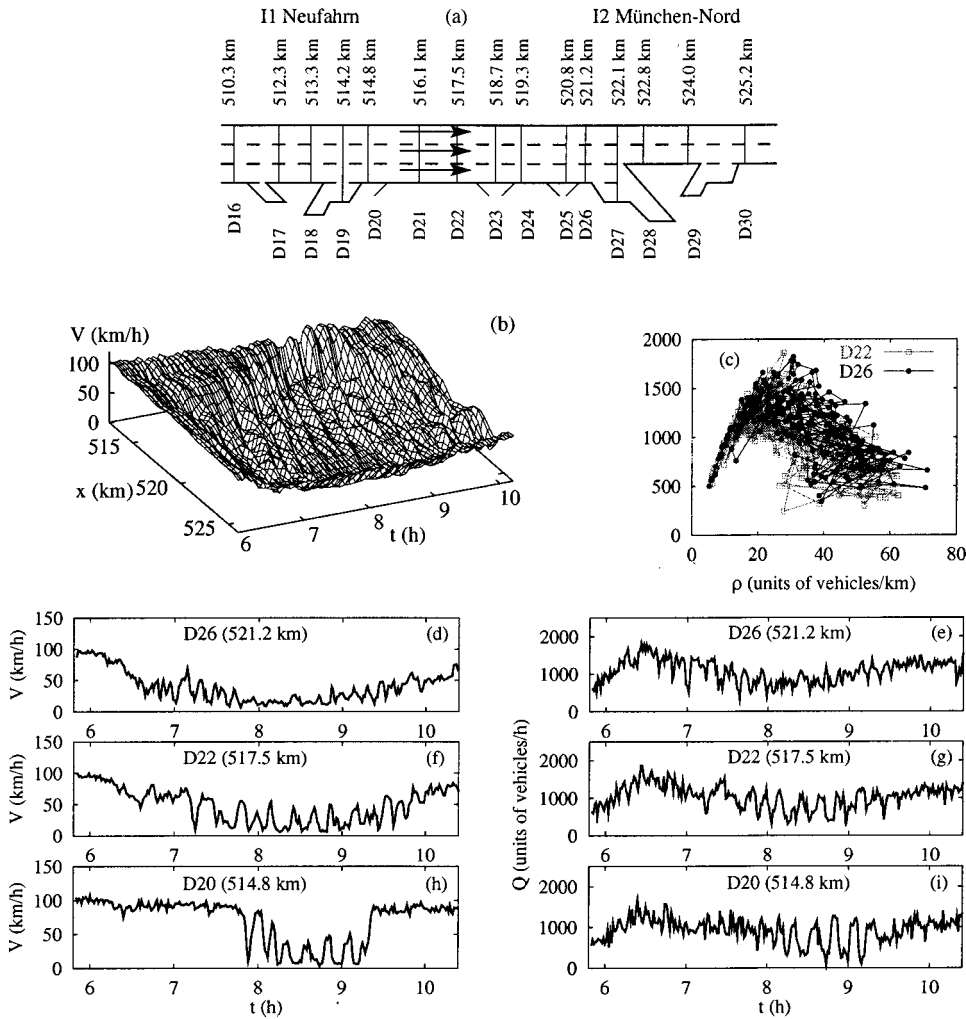 I1 Neufahrn (a) I2 München-Nord
510.3 km 512.3 km 513.3 km 514.2 km 514.8 km 516.1 km 517.5 km 518.7 km 519.3 km 520.8 km 521.2 km 522.1 km 522.8 km 524.0 km 525.2 km
D16 D17 D18 D19 D20 D21 D22 D23 D24 D25 D26 D27 D28 D29 D30
(b)
V (km/h)
100
50
0
515
x (km) 520
525
6 7 8 9 10
t (h)
(c)
D22
D26
2000
1500
1000
500
0
0 20 40 60 80
ρ (units of vehicles/km)
D26 (521.2 km) (d)
V (km/h)
150
100
50
0
6 7 8 9 10
D26 (521.2 km) (e)
2000
1000
0
6 7 8 9 10
D22 (517.5 km) (f)
V (km/h)
150
100
50
0
6 7 8 9 10
D22 (517.5 km) (g)
2000
1000
0
6 7 8 9 10
Q (units of vehicles/h)
D20 (514.8 km) (h)
V (km/h)
150
100
50
0
6 7 8 9 10
t (h)
D20 (514.8 km) (i)
2000
1000
0
6 7 8 9 10
t (h)